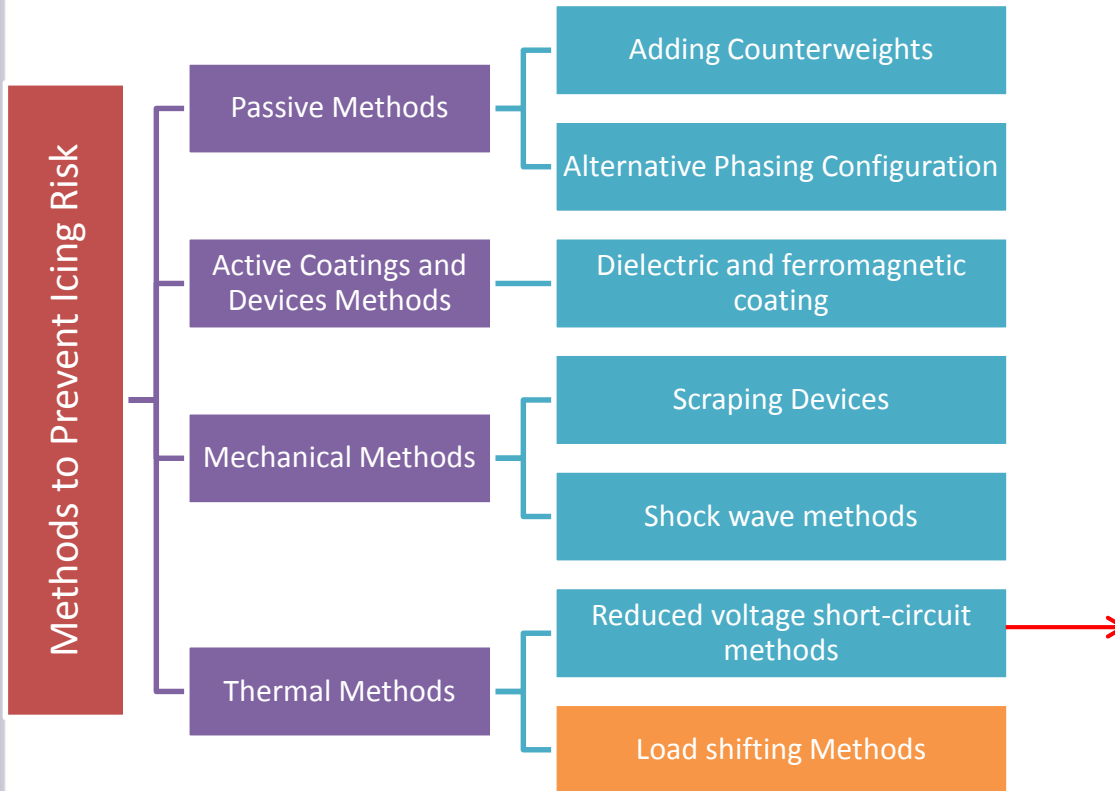 Methods to Prevent Icing Risk
Passive Methods
Adding Counterweights
Alternative Phasing Configuration
Active Coatings and
Devices Methods
Dielectric and ferromagnetic
coating
Mechanical Methods
Scraping Devices
Shock wave methods
Thermal Methods
Reduced voltage short-circuit
methods
Load shifting Methods